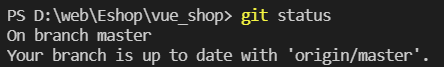 PS D:\web\Eshop\vue_shop> git status
On branch master
Your branch is up to date with 'origin/master'.